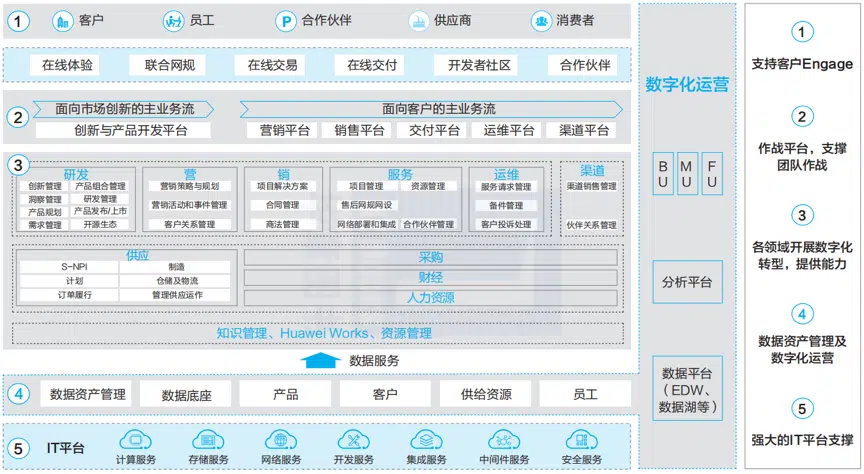 1 客户 员工 合作伙伴 供应商 消费者
在线体验 联合网规 在线交易 在线交付 开发者社区 合作伙伴
2 面向市场创新的主业务流 面向客户的主业务流
创新与产品开发平台 营销平台 销售平台 交付平台 运维平台 渠道平台
3
研发
创新管理 产品组合管理
洞察管理 研发管理
产品规划 产品发布/上市
需求管理 开源生态
营
营销策略与规划
营销活动和事件管理
客户关系管理
销
项目解决方案
合同管理
商法管理
服务
项目管理 资源管理
售后网规网设
网络部署和集成 合作伙伴管理
运维
服务请求管理
备件管理
客户投诉处理
渠道
渠道销售管理
伙伴关系管理
供应
S-NPI 制造
计划 仓储及物流
订单履行 管理供应运作
采购
财经
人力资源
知识管理、Huawei Works、资源管理
数据服务
4 数据资产管理 数据底座 产品 客户 供给资源 员工
5 IT平台 计算服务 存储服务 网络服务 开发服务 集成服务 中间件服务 安全服务
数字化运营
BU MU FU
分析平台
数据平台
（EDW、
数据湖等）
1
支持客户Engage
2
作战平台，支撑
团队作战
3
各领域开展数字化
转型，提供能力
4
数据资产管理及
数字化运营
5
强大的IT平台支撑
P